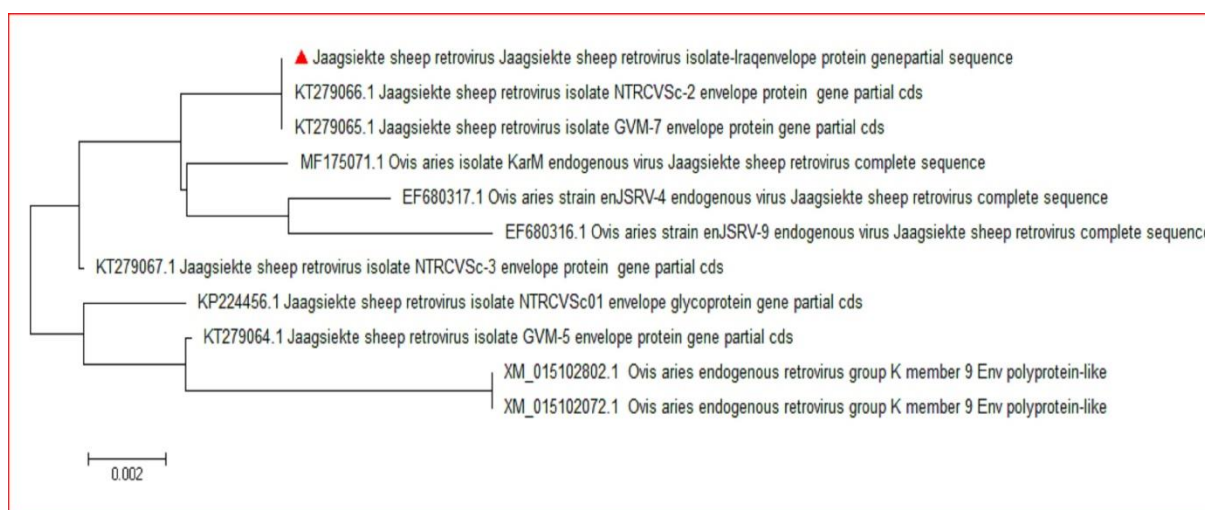 Jaagsiekte sheep retrovirus Jaagsiekte sheep retrovirus isolate-Iraqenvelope protein genepartial sequence
KT279066.1 Jaagsiekte sheep retrovirus isolate NTRCVSc-2 envelope protein gene partial cds
KT279065.1 Jaagsiekte sheep retrovirus isolate GVM-7 envelope protein gene partial cds
MF175071.1 Ovis aries isolate KarM endogenous virus Jaagsiekte sheep retrovirus complete sequence
EF680317.1 Ovis aries strain enJSRV-4 endogenous virus Jaagsiekte sheep retrovirus complete sequence
EF680316.1 Ovis aries strain enJSRV-9 endogenous virus Jaagsiekte sheep retrovirus complete sequence
KT279067.1 Jaagsiekte sheep retrovirus isolate NTRCVSc-3 envelope protein gene partial cds
KP224456.1 Jaagsiekte sheep retrovirus isolate NTRCVSc01 envelope glycoprotein gene partial cds
KT279064.1 Jaagsiekte sheep retrovirus isolate GVM-5 envelope protein gene partial cds
XM_015102802.1 Ovis aries endogenous retrovirus group K member 9 Env polyprotein-like
XM_015102072.1 Ovis aries endogenous retrovirus group K member 9 Env polyprotein-like
0.002